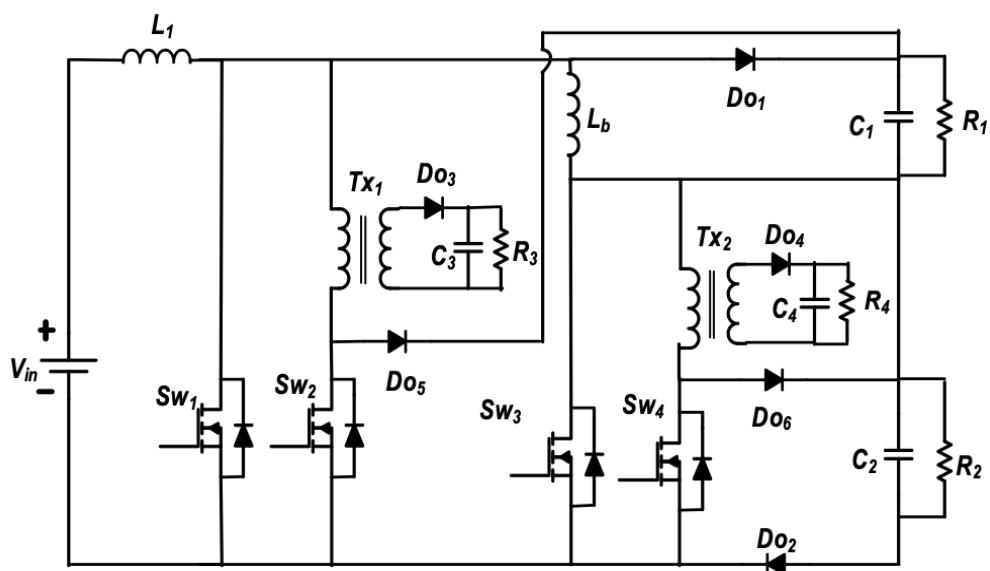 L1
Do1
Lb
C1
R1
Tx1
Do3
C3
R3
Tx2
Do4
C4
R4
+
Vin
-
Do5
Sw1
Sw2
Sw3
Sw4
Do6
C2
R2
Do2